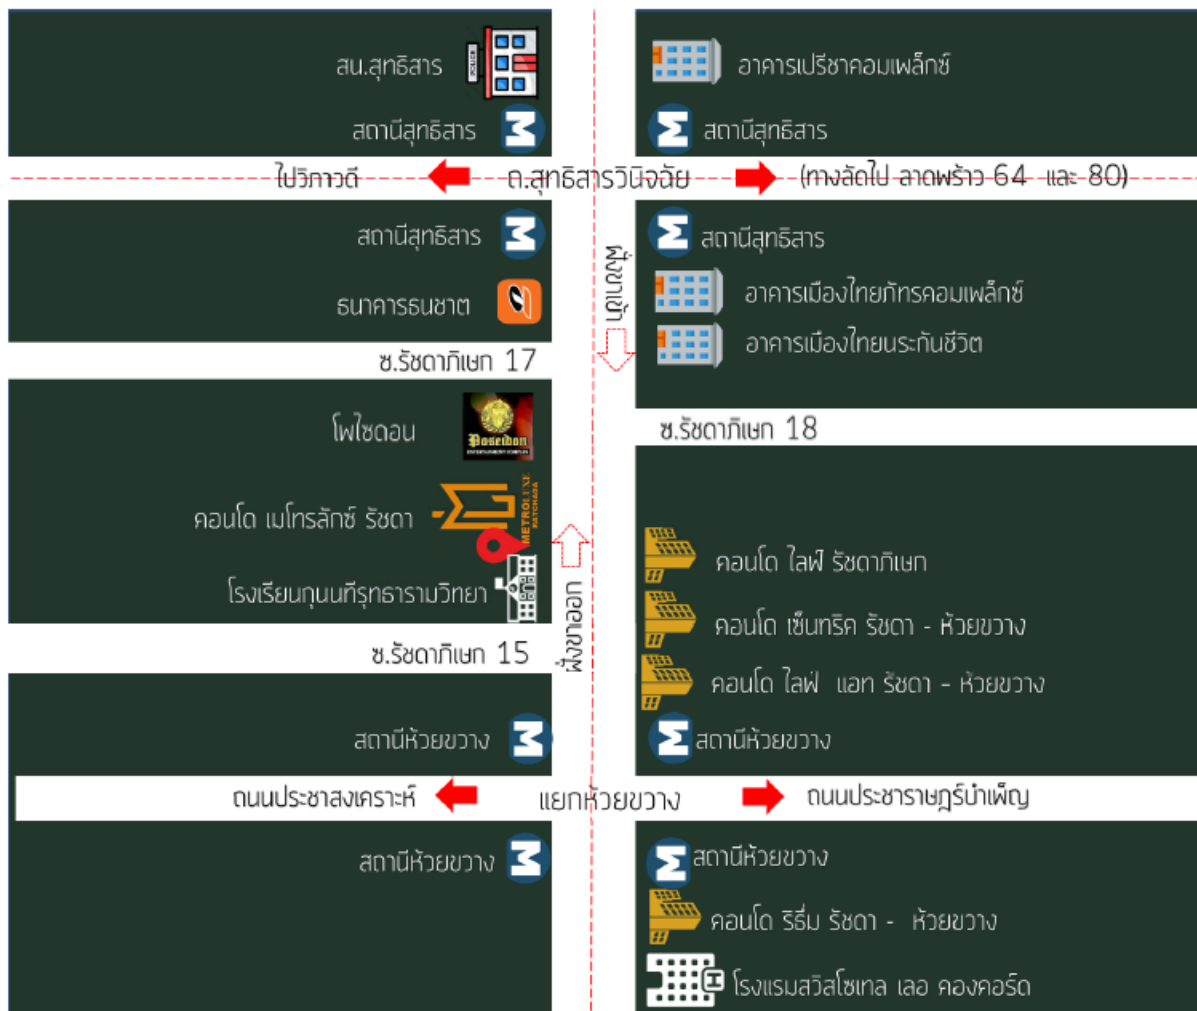 สน.สุทธิสาร
POLICE
อาคารเปรีชาคอมเพล็กซ์
สถานีสุทธิสาร
สถานีสุทธิสาร
ไปวิภาวดี
ถ.สุทธิสารวินิจฉัย
(ทางลัดไป ลาดพร้าว 64 และ 80)
สถานีสุทธิสาร
สถานีสุทธิสาร
ฝั่งขาเข้า
ธนาคารธนชาต
อาคารเมืองไทยภัทรคอมเพล็กซ์
อาคารเมืองไทยนระกันชีวิต
ซ.รัชดาภิเษก 17
โพไซดอน
Poseidon
ENTERTAINMENT COMPLEX
ซ.รัชดาภิเษก 18
คอนโด เมโทรลักซ์ รัชดา
METROLUXE
RATCHADA
คอนโด ไลฟ์ รัชดาภิเษก
โรงเรียนกุนนทีรุทธารามวิทยา
ฝั่งขาออก
คอนโด เซ็นทริค รัชดา - ห้วยขวาง
ซ.รัชดาภิเษก 15
คอนโด ไลฟ์ แอท รัชดา - ห้วยขวาง
สถานีห้วยขวาง
สถานีห้วยขวาง
ถนนประชาสงเคราะห์
แยกห้วยขวาง
ถนนประชาราษฎร์บำเพ็ญ
สถานีห้วยขวาง
สถานีห้วยขวาง
คอนโด ริธึ่ม รัชดา - ห้วยขวาง
H
โรงแรมสวิสโซเทล เลอ คองคอร์ด